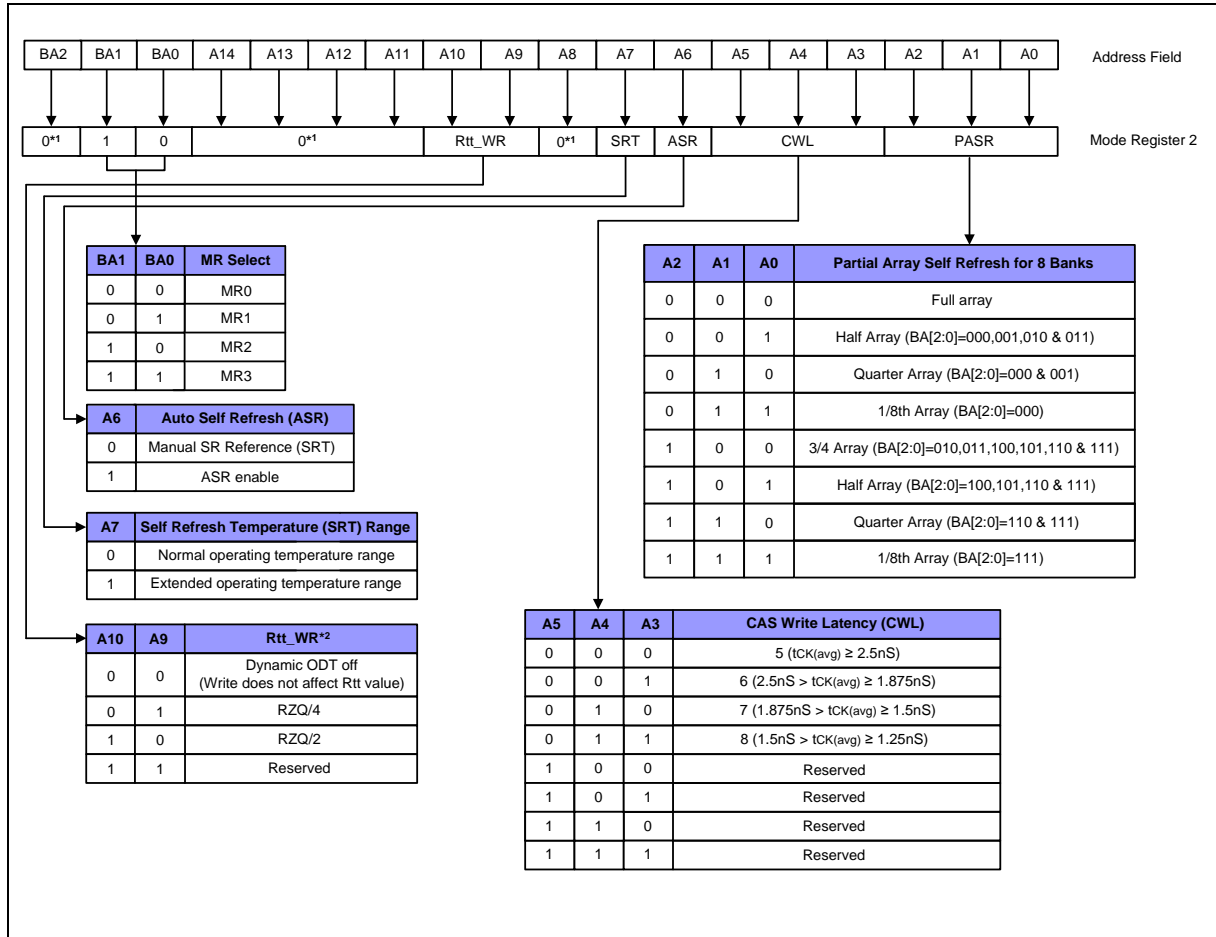 BA2 BA1 BA0 A14 A13 A12 A11 A10 A9 A8 A7 A6 A5 A4 A3 A2 A1 A0 Address Field
0*1 1 0 0*1 Rtt_WR 0*1 SRT ASR CWL PASR Mode Register 2
BA1 BA0 MR Select
0 0 MR0
0 1 MR1
1 0 MR2
1 1 MR3
A6 Auto Self Refresh (ASR)
0 Manual SR Reference (SRT)
1 ASR enable
A7 Self Refresh Temperature (SRT) Range
0 Normal operating temperature range
1 Extended operating temperature range
A10 A9 Rtt_WR*2
0 0 Dynamic ODT off
(Write does not affect Rtt value)
0 1 RZQ/4
1 0 RZQ/2
1 1 Reserved
A2 A1 A0 Partial Array Self Refresh for 8 Banks
0 0 0 Full array
0 0 1 Half Array (BA[2:0]=000,001,010 & 011)
0 1 0 Quarter Array (BA[2:0]=000 & 001)
0 1 1 1/8th Array (BA[2:0]=000)
1 0 0 3/4 Array (BA[2:0]=010,011,100,101,110 & 111)
1 0 1 Half Array (BA[2:0]=100,101,110 & 111)
1 1 0 Quarter Array (BA[2:0]=110 & 111)
1 1 1 1/8th Array (BA[2:0]=111)
A5 A4 A3 CAS Write Latency (CWL)
0 0 0 5 (tCK(avg) ≥ 2.5nS)
0 0 1 6 (2.5nS > tCK(avg) ≥ 1.875nS)
0 1 0 7 (1.875nS > tCK(avg) ≥ 1.5nS)
0 1 1 8 (1.5nS > tCK(avg) ≥ 1.25nS)
1 0 0 Reserved
1 0 1 Reserved
1 1 0 Reserved
1 1 1 Reserved